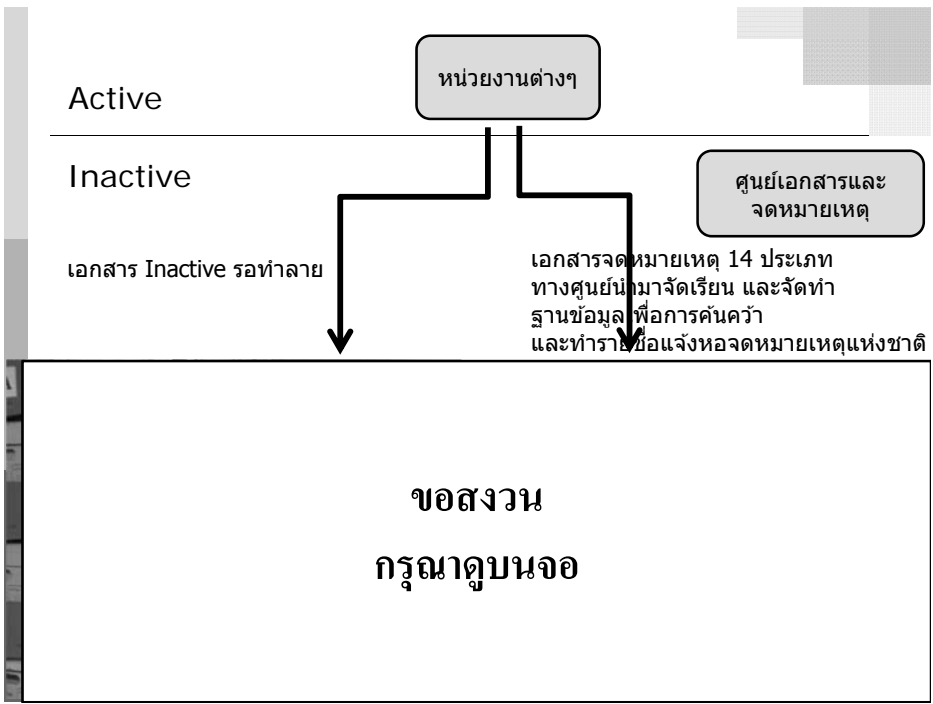 หน่วยงานต่างๆ
Active
Inactive
ศูนย์เอกสารและ
จดหมายเหตุ
เอกสาร Inactive รอทำลาย
เอกสารจดหมายเหตุ 14 ประเภท
ทางศูนย์นำมาจัดเรียน และจัดทำ
ฐานข้อมูลเพื่อการค้นคว้า
และทำรายชื่อแจ้งหอจดหมายเหตุแห่งชาติ
ขอสงวน
กรุณาดูบนจอ